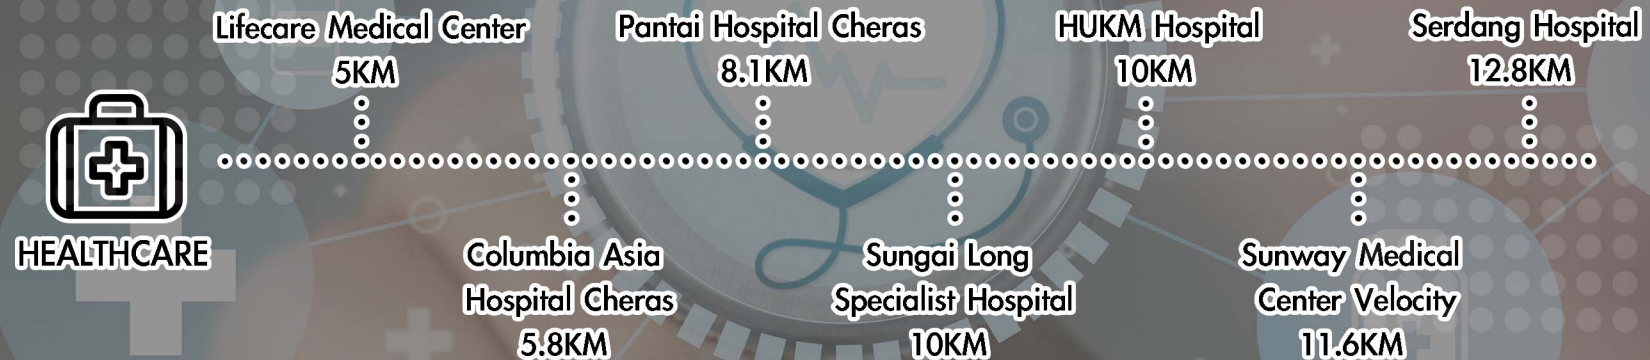 HEALTHCARE
Lifecare Medical Center
5KM
Columbia Asia
Hospital Cheras
5.8KM
Pantai Hospital Cheras
8.1KM
Sungai Long
Specialist Hospital
10KM
HUKM Hospital
10KM
Sunway Medical
Center Velocity
11.6KM
Serdang Hospital
12.8KM